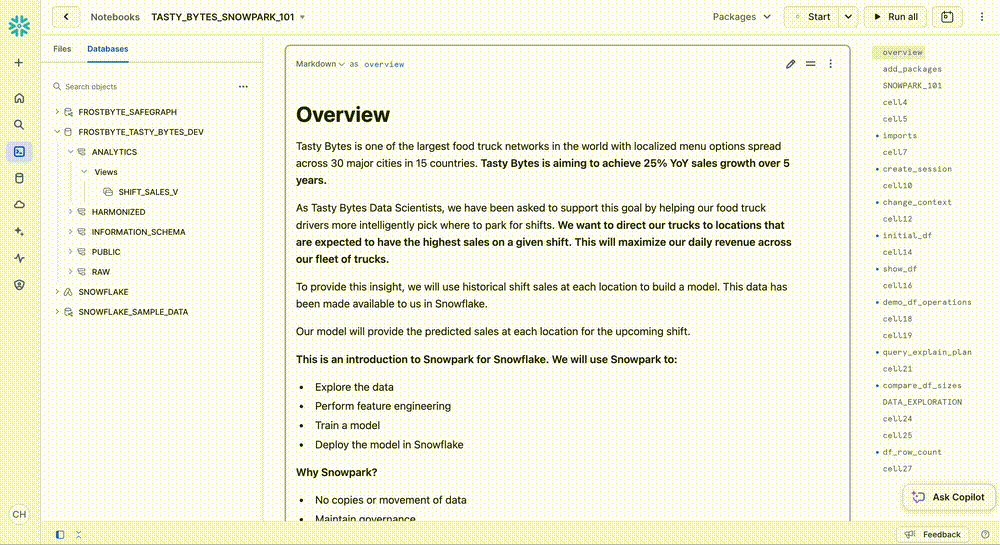 Notebooks TASTY_BYTES_SNOWPARK_101
Packages
Start
Run all
Files
Databases
Search objects
FROSTBYTE_SAFEGRAPH
FROSTBYTE_TASTY_BYTES_DEV
ANALYTICS
Views
SHIFT_SALES_V
HARMONIZED
INFORMATION_SCHEMA
PUBLIC
RAW
SNOWFLAKE
SNOWFLAKE_SAMPLE_DATA
CH
Markdown as overview
Overview
Tasty Bytes is one of the largest food truck networks in the world with localized menu options spread
across 30 major cities in 15 countries. Tasty Bytes is aiming to achieve 25% YoY sales growth over 5
years.
As Tasty Bytes Data Scientists, we have been asked to support this goal by helping our food truck
drivers more intelligently pick where to park for shifts. We want to direct our trucks to locations that
are expected to have the highest sales on a given shift. This will maximize our daily revenue across
our fleet of trucks.
To provide this insight, we will use historical shift sales at each location to build a model. This data has
been made available to us in Snowflake.
Our model will provide the predicted sales at each location for the upcoming shift.
This is an introduction to Snowpark for Snowflake. We will use Snowpark to:
• Explore the data
• Perform feature engineering
• Train a model
• Deploy the model in Snowflake
Why Snowpark?
• No copies or movement of data
• Maintain governance
overview
add_packages
SNOWPARK_101
cell4
cell5
• imports
cell7
• create_session
cell10
• change_context
cell12
• initial_df
cell14
• show_df
cell16
• demo_df_operations
cell18
cell19
• query_explain_plan
cell21
• compare_df_sizes
DATA_EXPLORATION
cell24
cell25
• df_row_count
cell27
Ask Copilot
Feedback